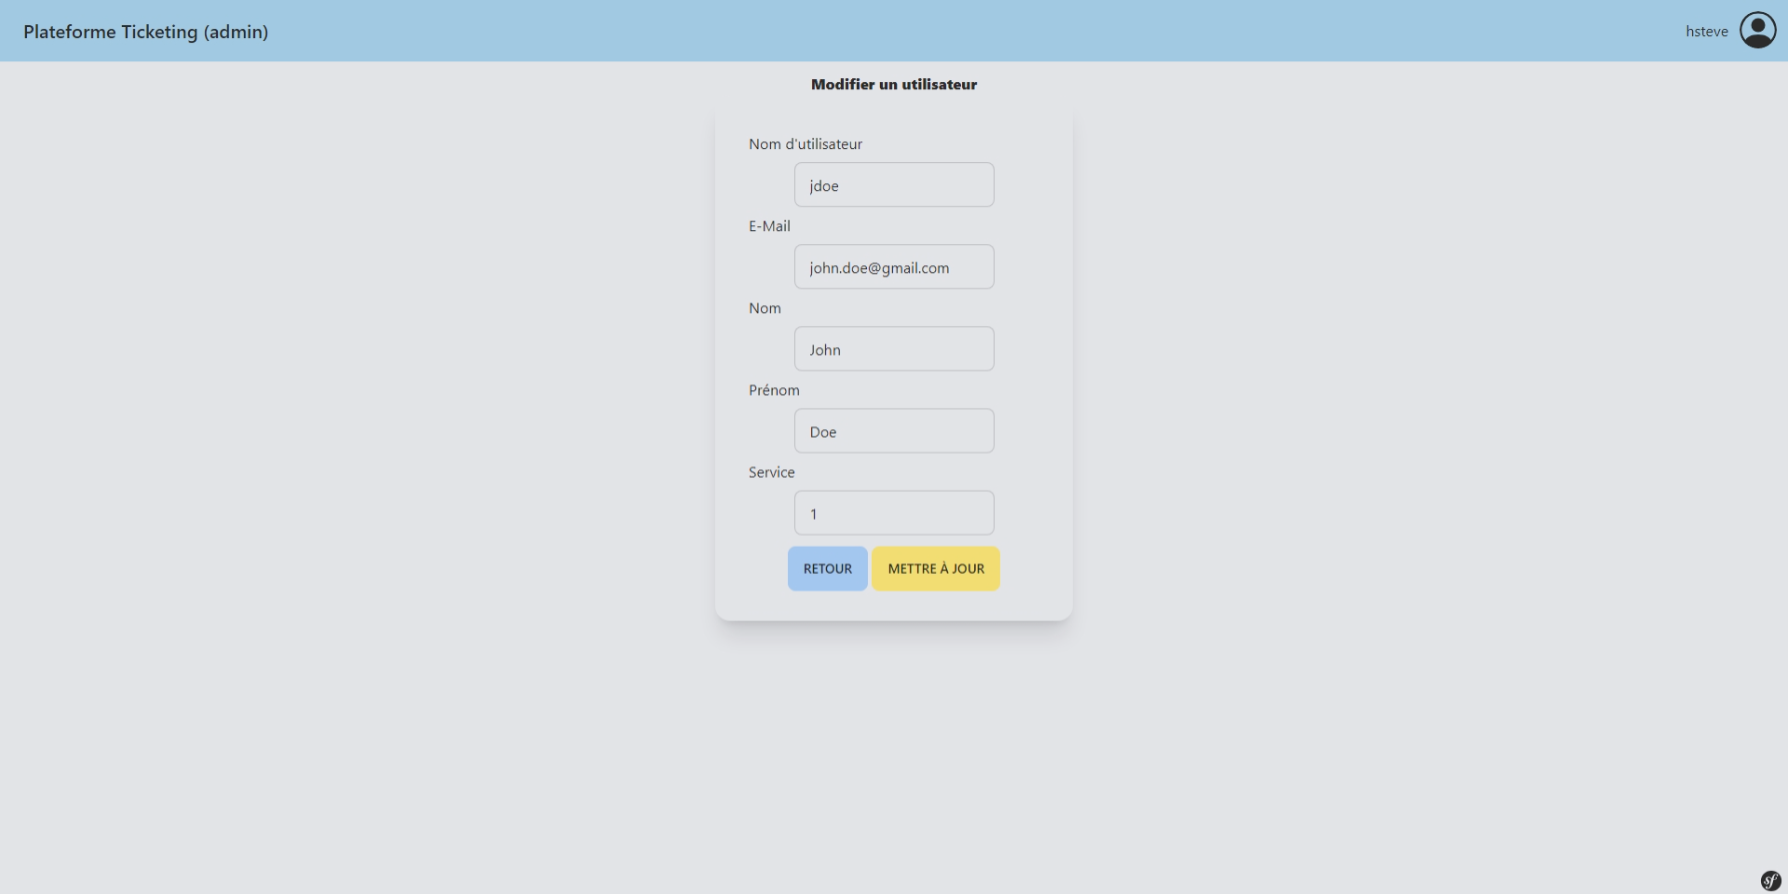 Plateforme Ticketing (admin)
hsteve
Modifier un utilisateur
Nom d'utilisateur
jdoe
E-Mail
john.doe@gmail.com
Nom
John
Prénom
Doe
Service
1
RETOUR METTRE À JOUR
sf